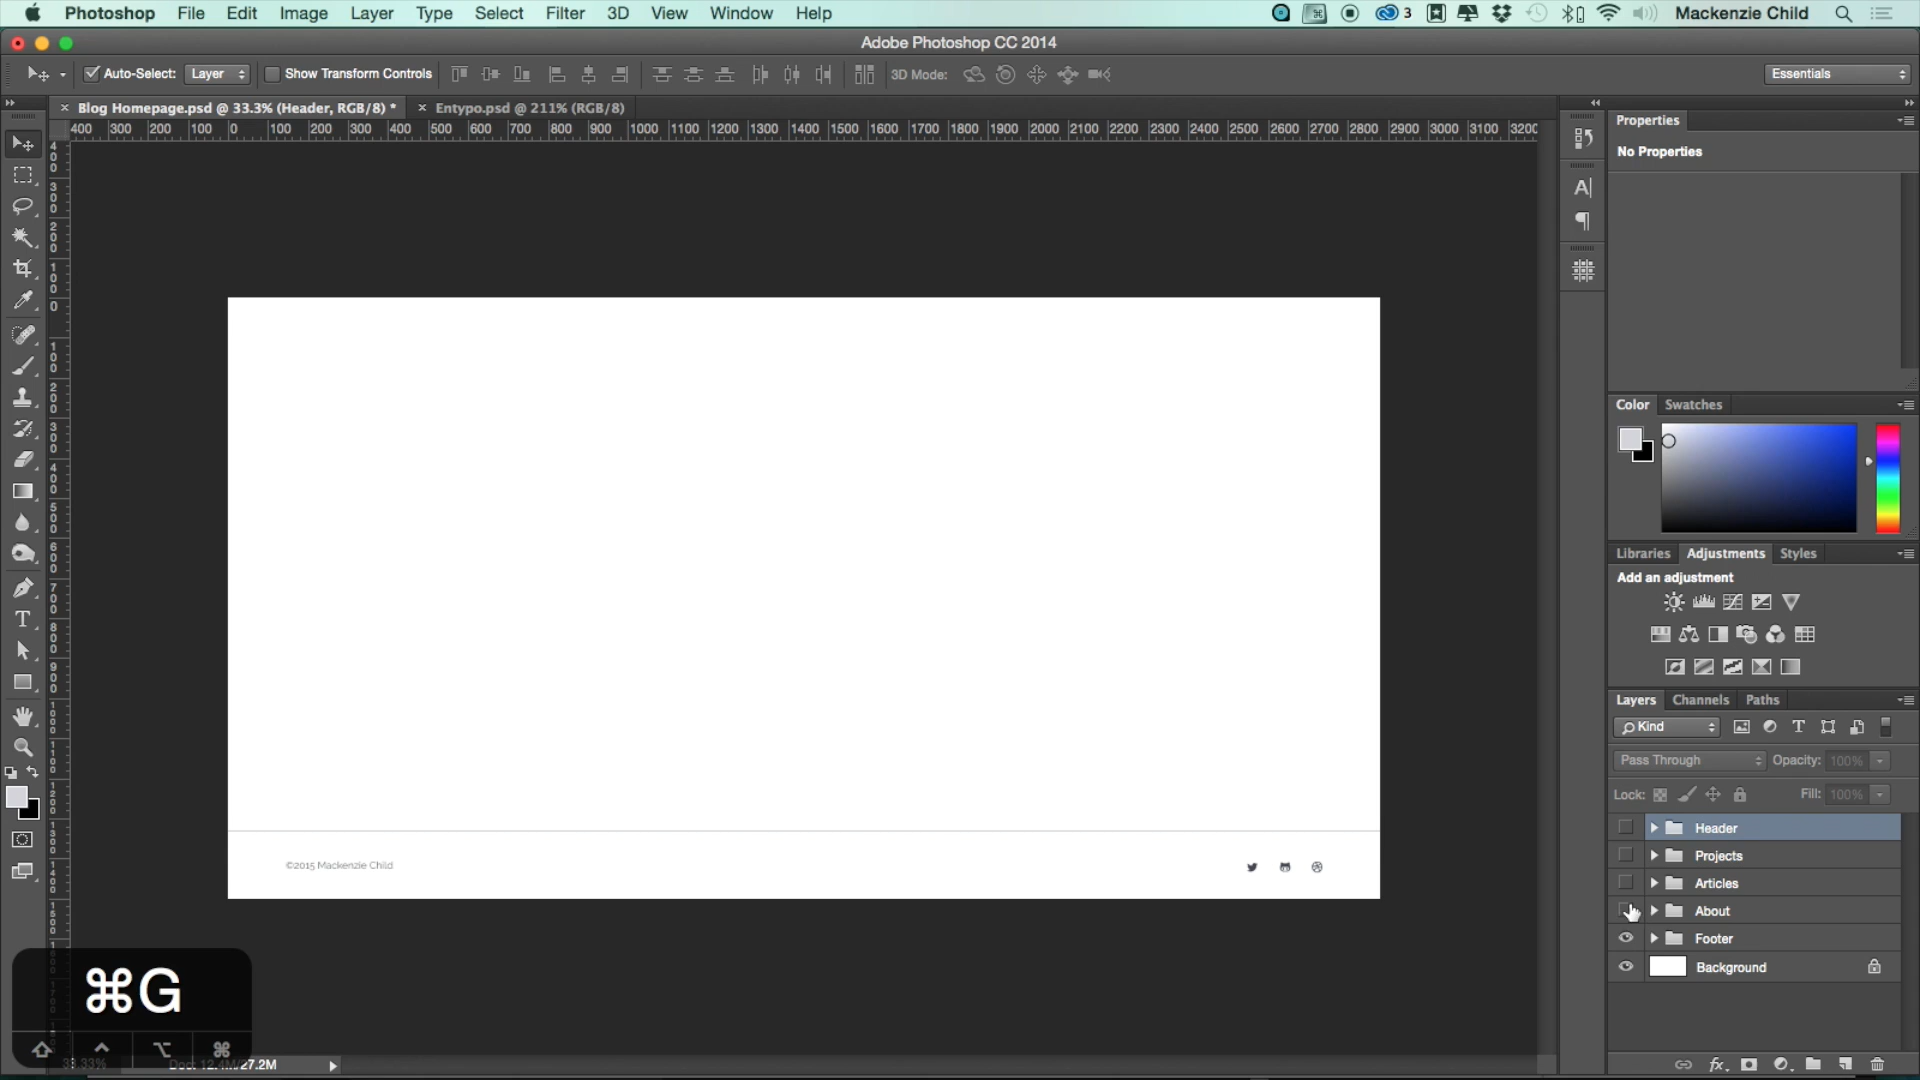 Photoshop File Edit Image Layer Type Select Filter 3D View Window Help 3 Mackenzie Child
Adobe Photoshop CC 2014
Auto-Select: Layer Show Transform Controls 3D Mode: Essentials
Blog Homepage.psd @ 33.3% (Header, RGB/8) * Entypo.psd @ 211% (RGB/8)
400 300 200 100 0 100 200 300 400 500 600 700 800 900 1000 1100 1200 1300 1400 1500 1600 1700 1800 1900 2000 2100 2200 2300 2400 2500 2600 2700 2800 2900 3000 3100 3200
Properties
No Properties
Color Swatches
Libraries Adjustments Styles
Add an adjustment
Layers Channels Paths
Kind
Pass Through Opacity: 100%
Lock: Fill: 100%
Header
Projects
Articles
About
Footer
Background
©2015 Mackenzie Child
⌘G